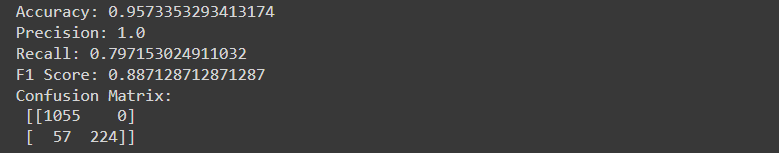 Accuracy: 0.9573353293413174
Precision: 1.0
Recall: 0.797153024911032
F1 Score: 0.887128712871287
Confusion Matrix:
[[1055    0]
[  57  224]]